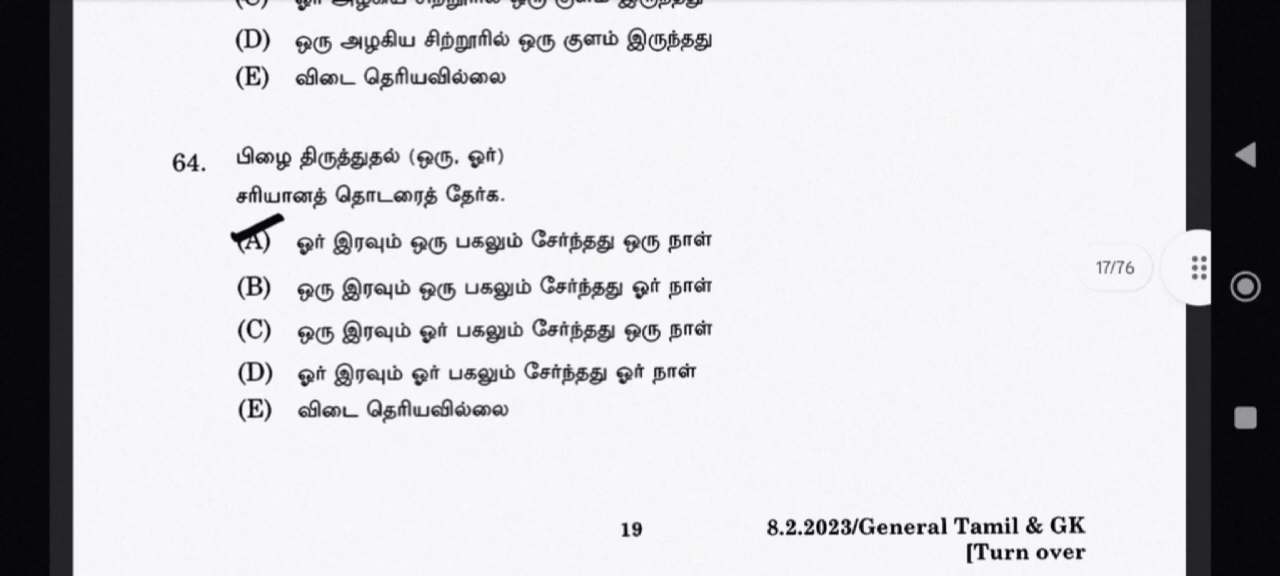 (D) ஒரு அழகிய சிற்றூரில் ஒரு குளம் இருந்தது
(E) விடை தெரியவில்லை
64. பிழை திருத்துதல் (ஒரு, ஓர்)
சரியானத் தொடரைத் தேர்க.
(A) ஓர் இரவும் ஒரு பகலும் சேர்ந்தது ஒரு நாள்
(B) ஒரு இரவும் ஒரு பகலும் சேர்ந்தது ஓர் நாள்
(C) ஒரு இரவும் ஓர் பகலும் சேர்ந்தது ஒரு நாள்
(D) ஓர் இரவும் ஓர் பகலும் சேர்ந்தது ஓர் நாள்
(E) விடை தெரியவில்லை
17/76
19
8.2.2023/General Tamil & GK
[Turn over